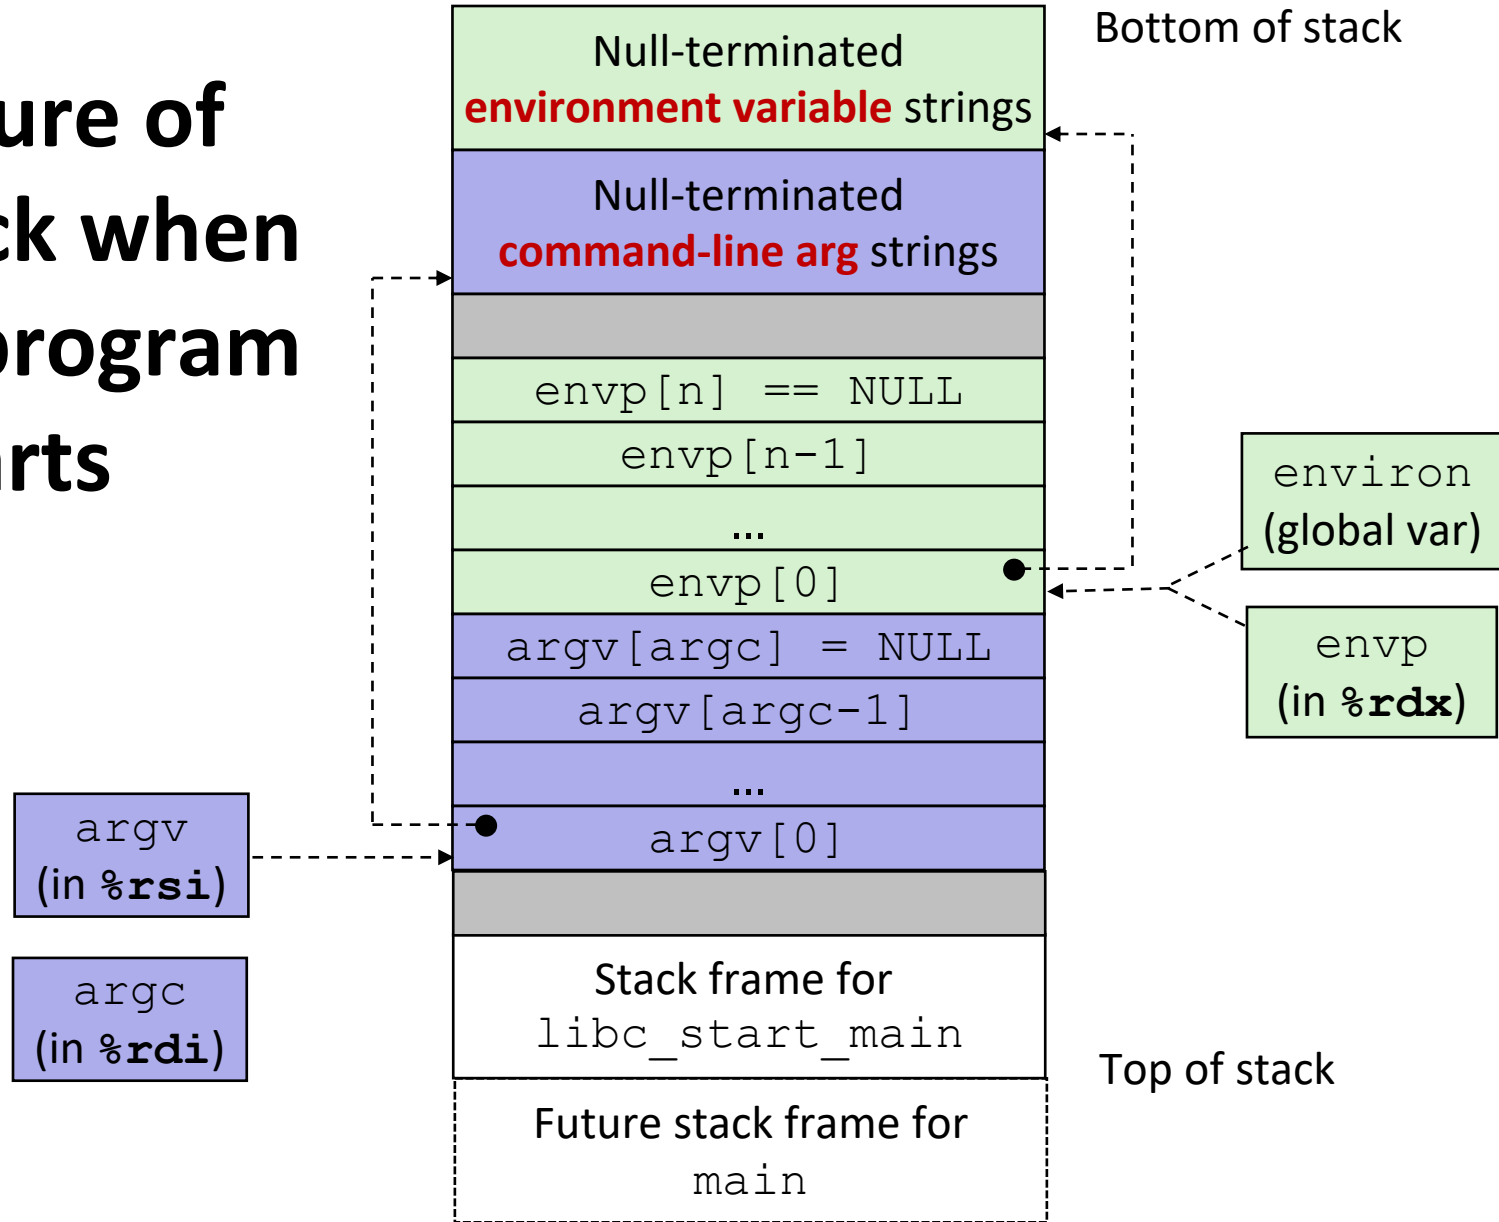 ure of
ck when
program
arts
Bottom of stack
Null-terminated
environment variable strings
Null-terminated
command-line arg strings
envp[n] == NULL
envp[n-1]
...
envp[0]
argv[argc] = NULL
argv[argc-1]
...
argv[0]
environ
(global var)
envp
(in %rdx)
argv
(in %rsi)
argc
(in %rdi)
Stack frame for
libc_start_main
Top of stack
Future stack frame for
main